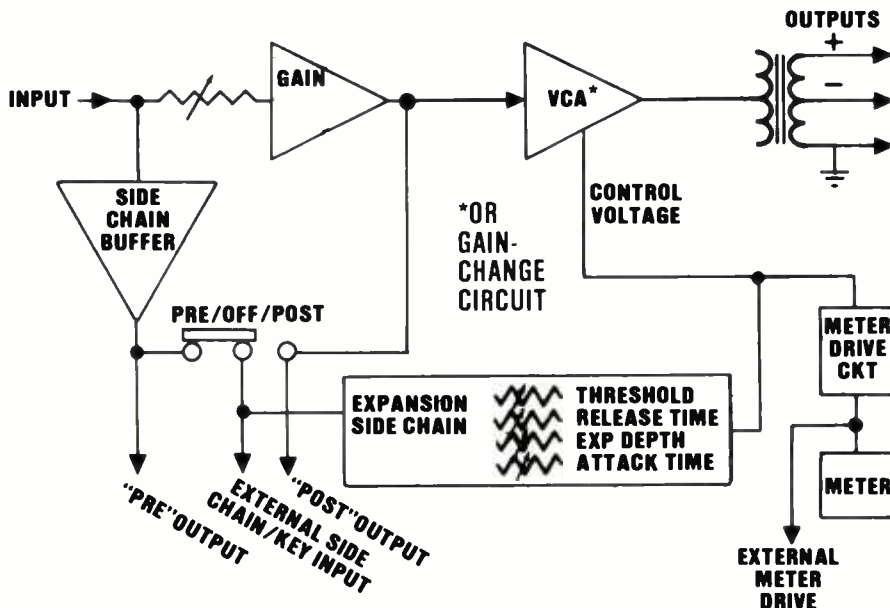 OUTPUTS
+
GAIN
INPUT
VCA*
−
SIDE
CHAIN
BUFFER
*OR
GAIN-
CHANGE
CIRCUIT
CONTROL
VOLTAGE
PRE/OFF/POST
METER
DRIVE
CKT
EXPANSION
SIDE CHAIN
THRESHOLD
RELEASE TIME
EXP DEPTH
ATTACK TIME
METER
"PRE" OUTPUT
EXTERNAL SIDE
CHAIN/KEY INPUT
"POST" OUTPUT
EXTERNAL
METER
DRIVE